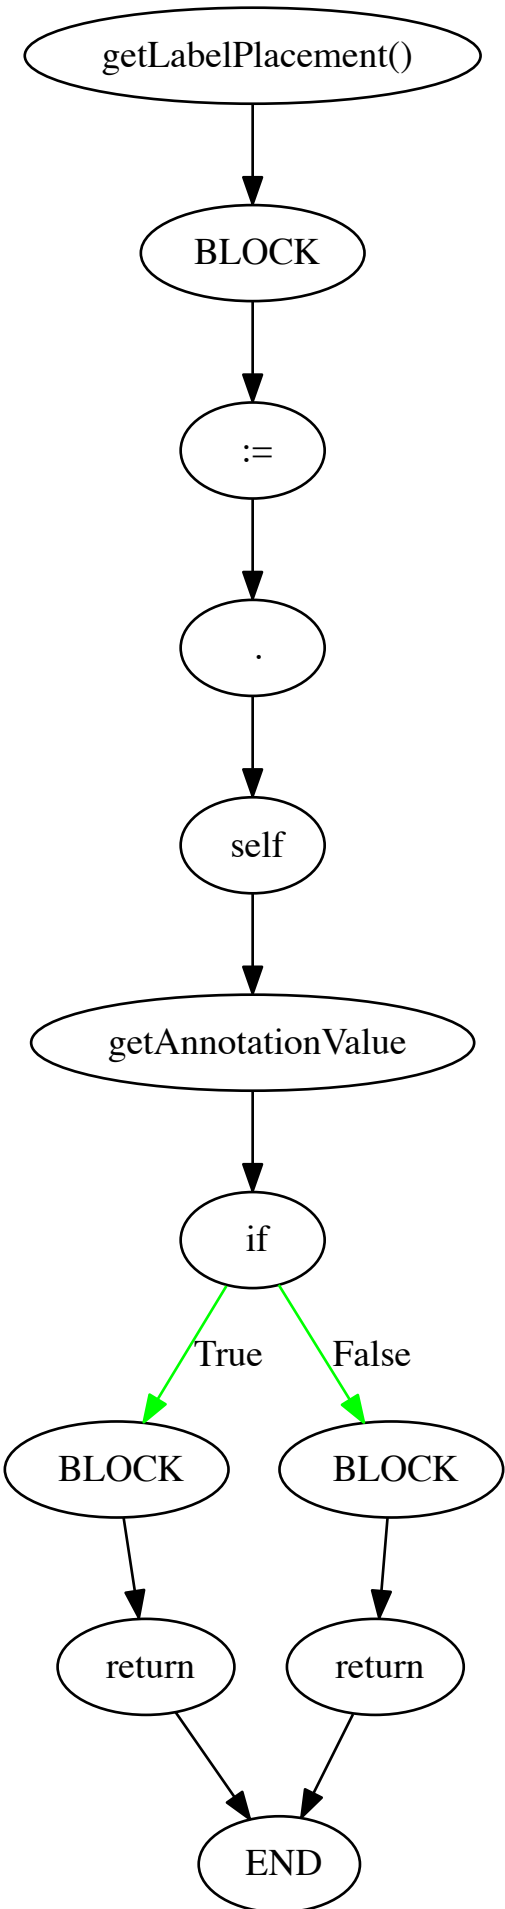 getLabelPlacement()
BLOCK
:=
.
self
getAnnotationValue
if
True False
BLOCK BLOCK
return return
END